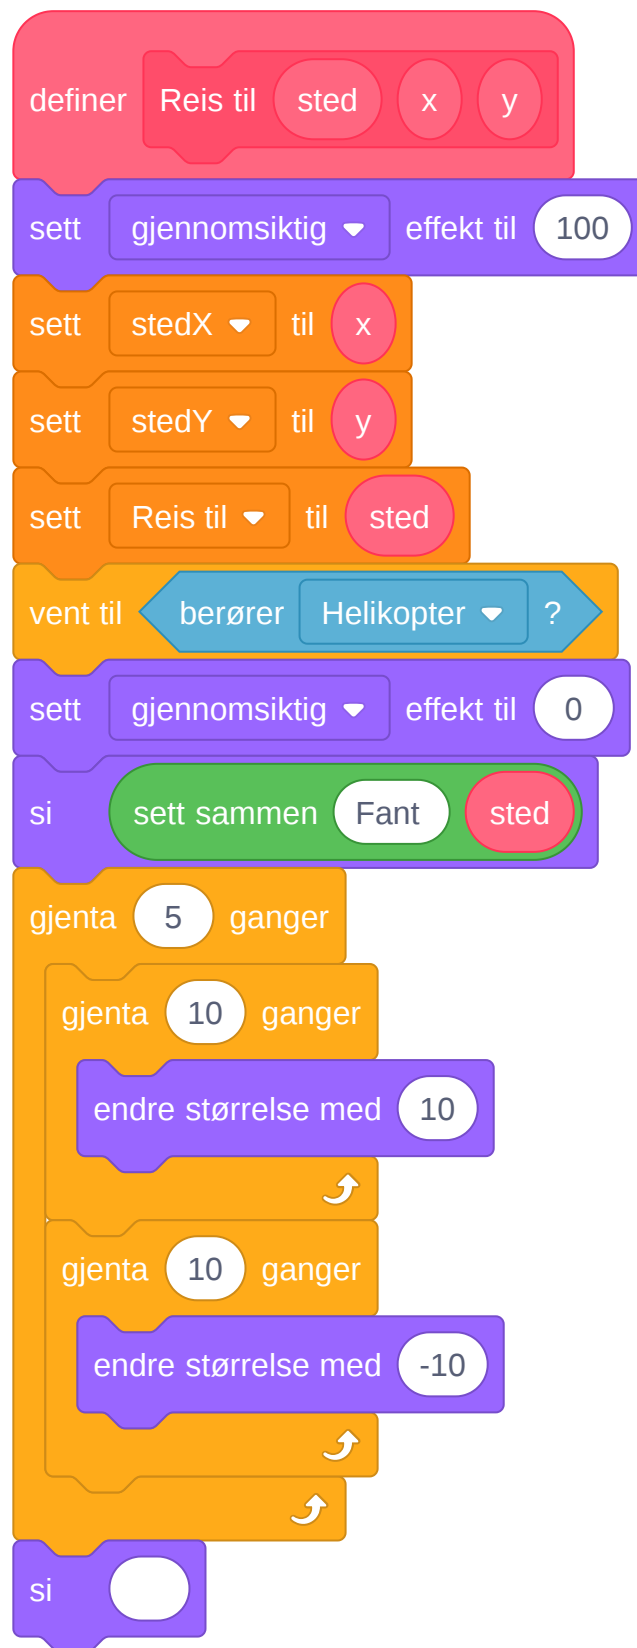 definer Reis til sted x y
sett gjennomsiktig effekt til 100
sett stedX til x
sett stedY til y
sett Reis til til sted
vent til berører Helikopter ?
sett gjennomsiktig effekt til 0
si sett sammen Fant sted
gjenta 5 ganger
gjenta 10 ganger
endre størrelse med 10
gjenta 10 ganger
endre størrelse med -10
si